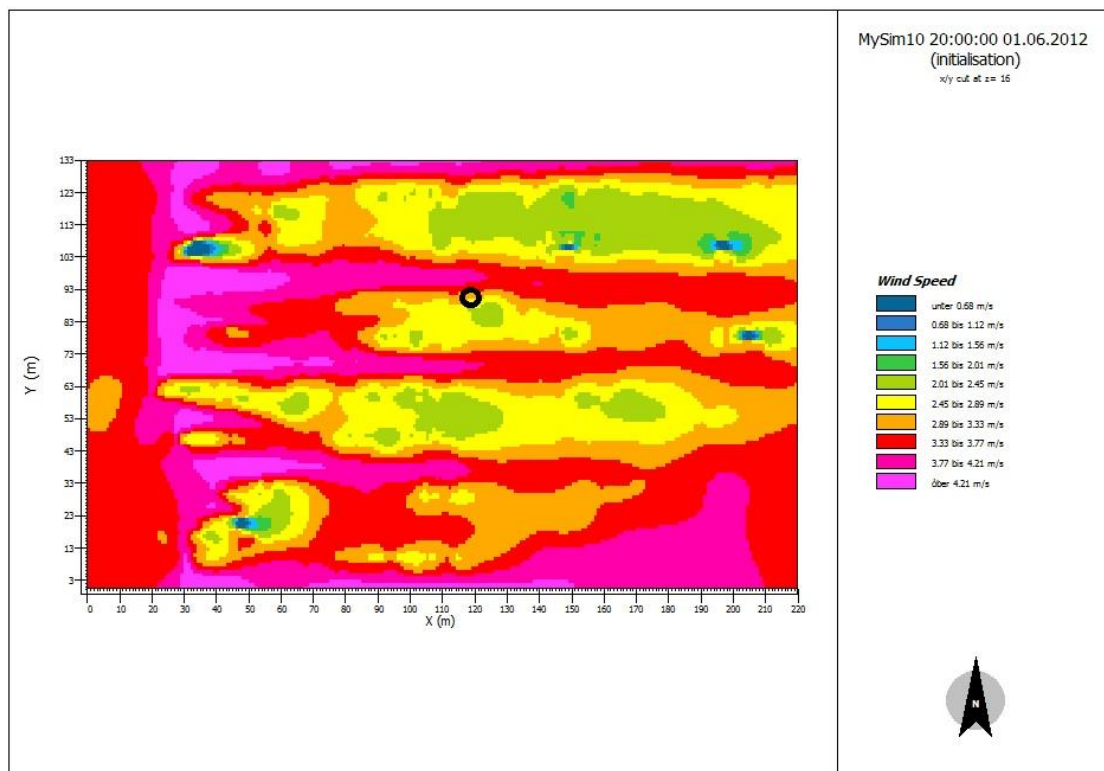 MySim10 20:00:00 01.06.2012
(initialisation)
x/y cut at z= 16
133
123
113
103
93
83
73
63
53
43
33
23
13
3
Y (m)
0 10 20 30 40 50 60 70 80 90 100 110 120 130 140 150 160 170 180 190 200 210 220
X (m)
Wind Speed
unter 0.68 m/s
0.68 bis 1.12 m/s
1.12 bis 1.56 m/s
1.56 bis 2.01 m/s
2.01 bis 2.45 m/s
2.45 bis 2.89 m/s
2.89 bis 3.33 m/s
3.33 bis 3.77 m/s
3.77 bis 4.21 m/s
óber 4.21 m/s
N